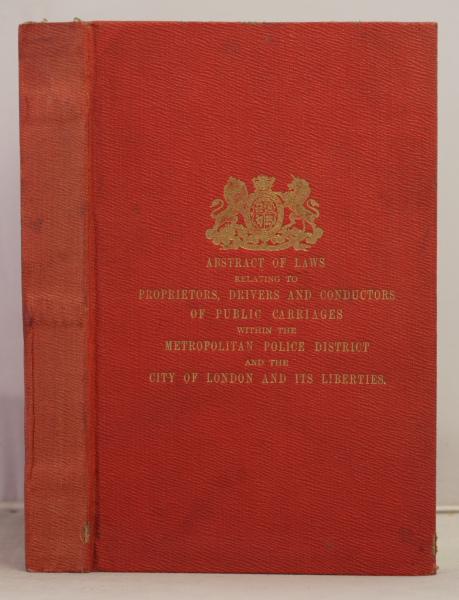 ABSTRACT OF LAWS
RELATING TO
PROPRIETORS, DRIVERS AND CONDUCTORS
OF PUBLIC CARRIAGES
WITHIN THE
METROPOLITAN POLICE DISTRICT
AND THE
CITY OF LONDON AND ITS LIBERTIES.